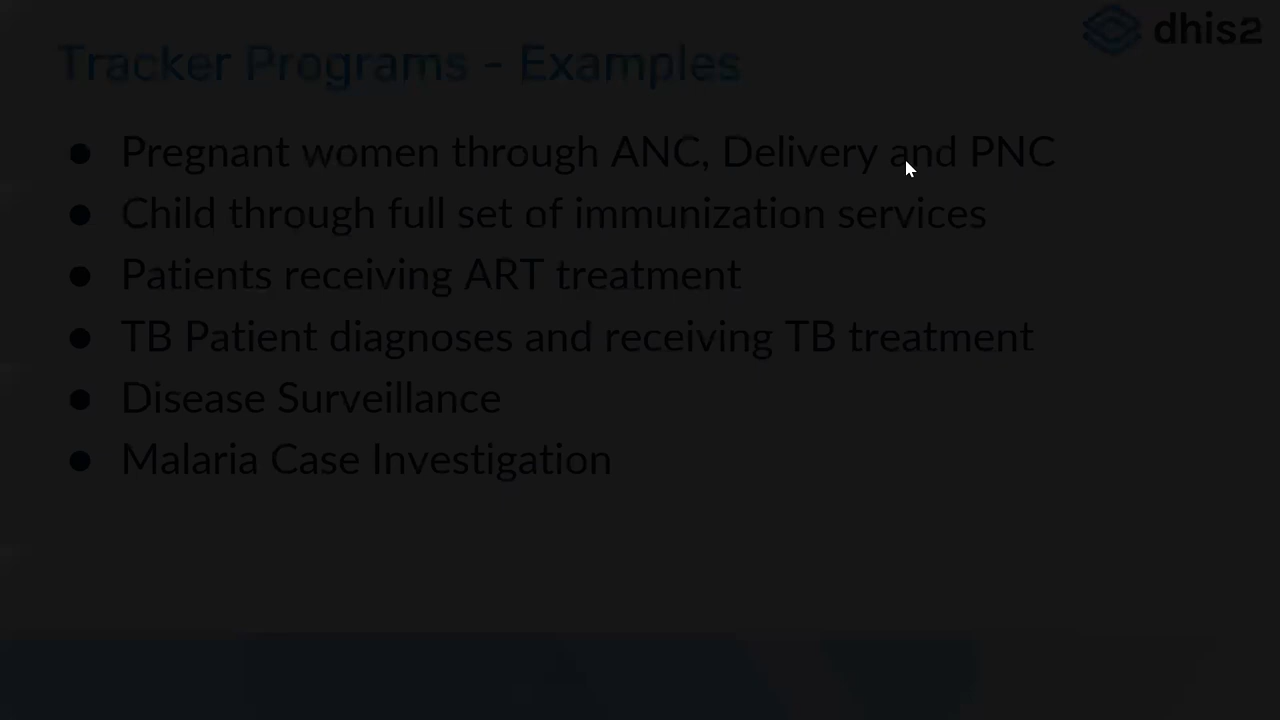 dhis2
Tracker Programs - Examples
● Pregnant women through ANC, Delivery and PNC
● Child through full set of immunization services
● Patients receiving ART treatment
● TB Patient diagnoses and receiving TB treatment
● Disease Surveillance
● Malaria Case Investigation